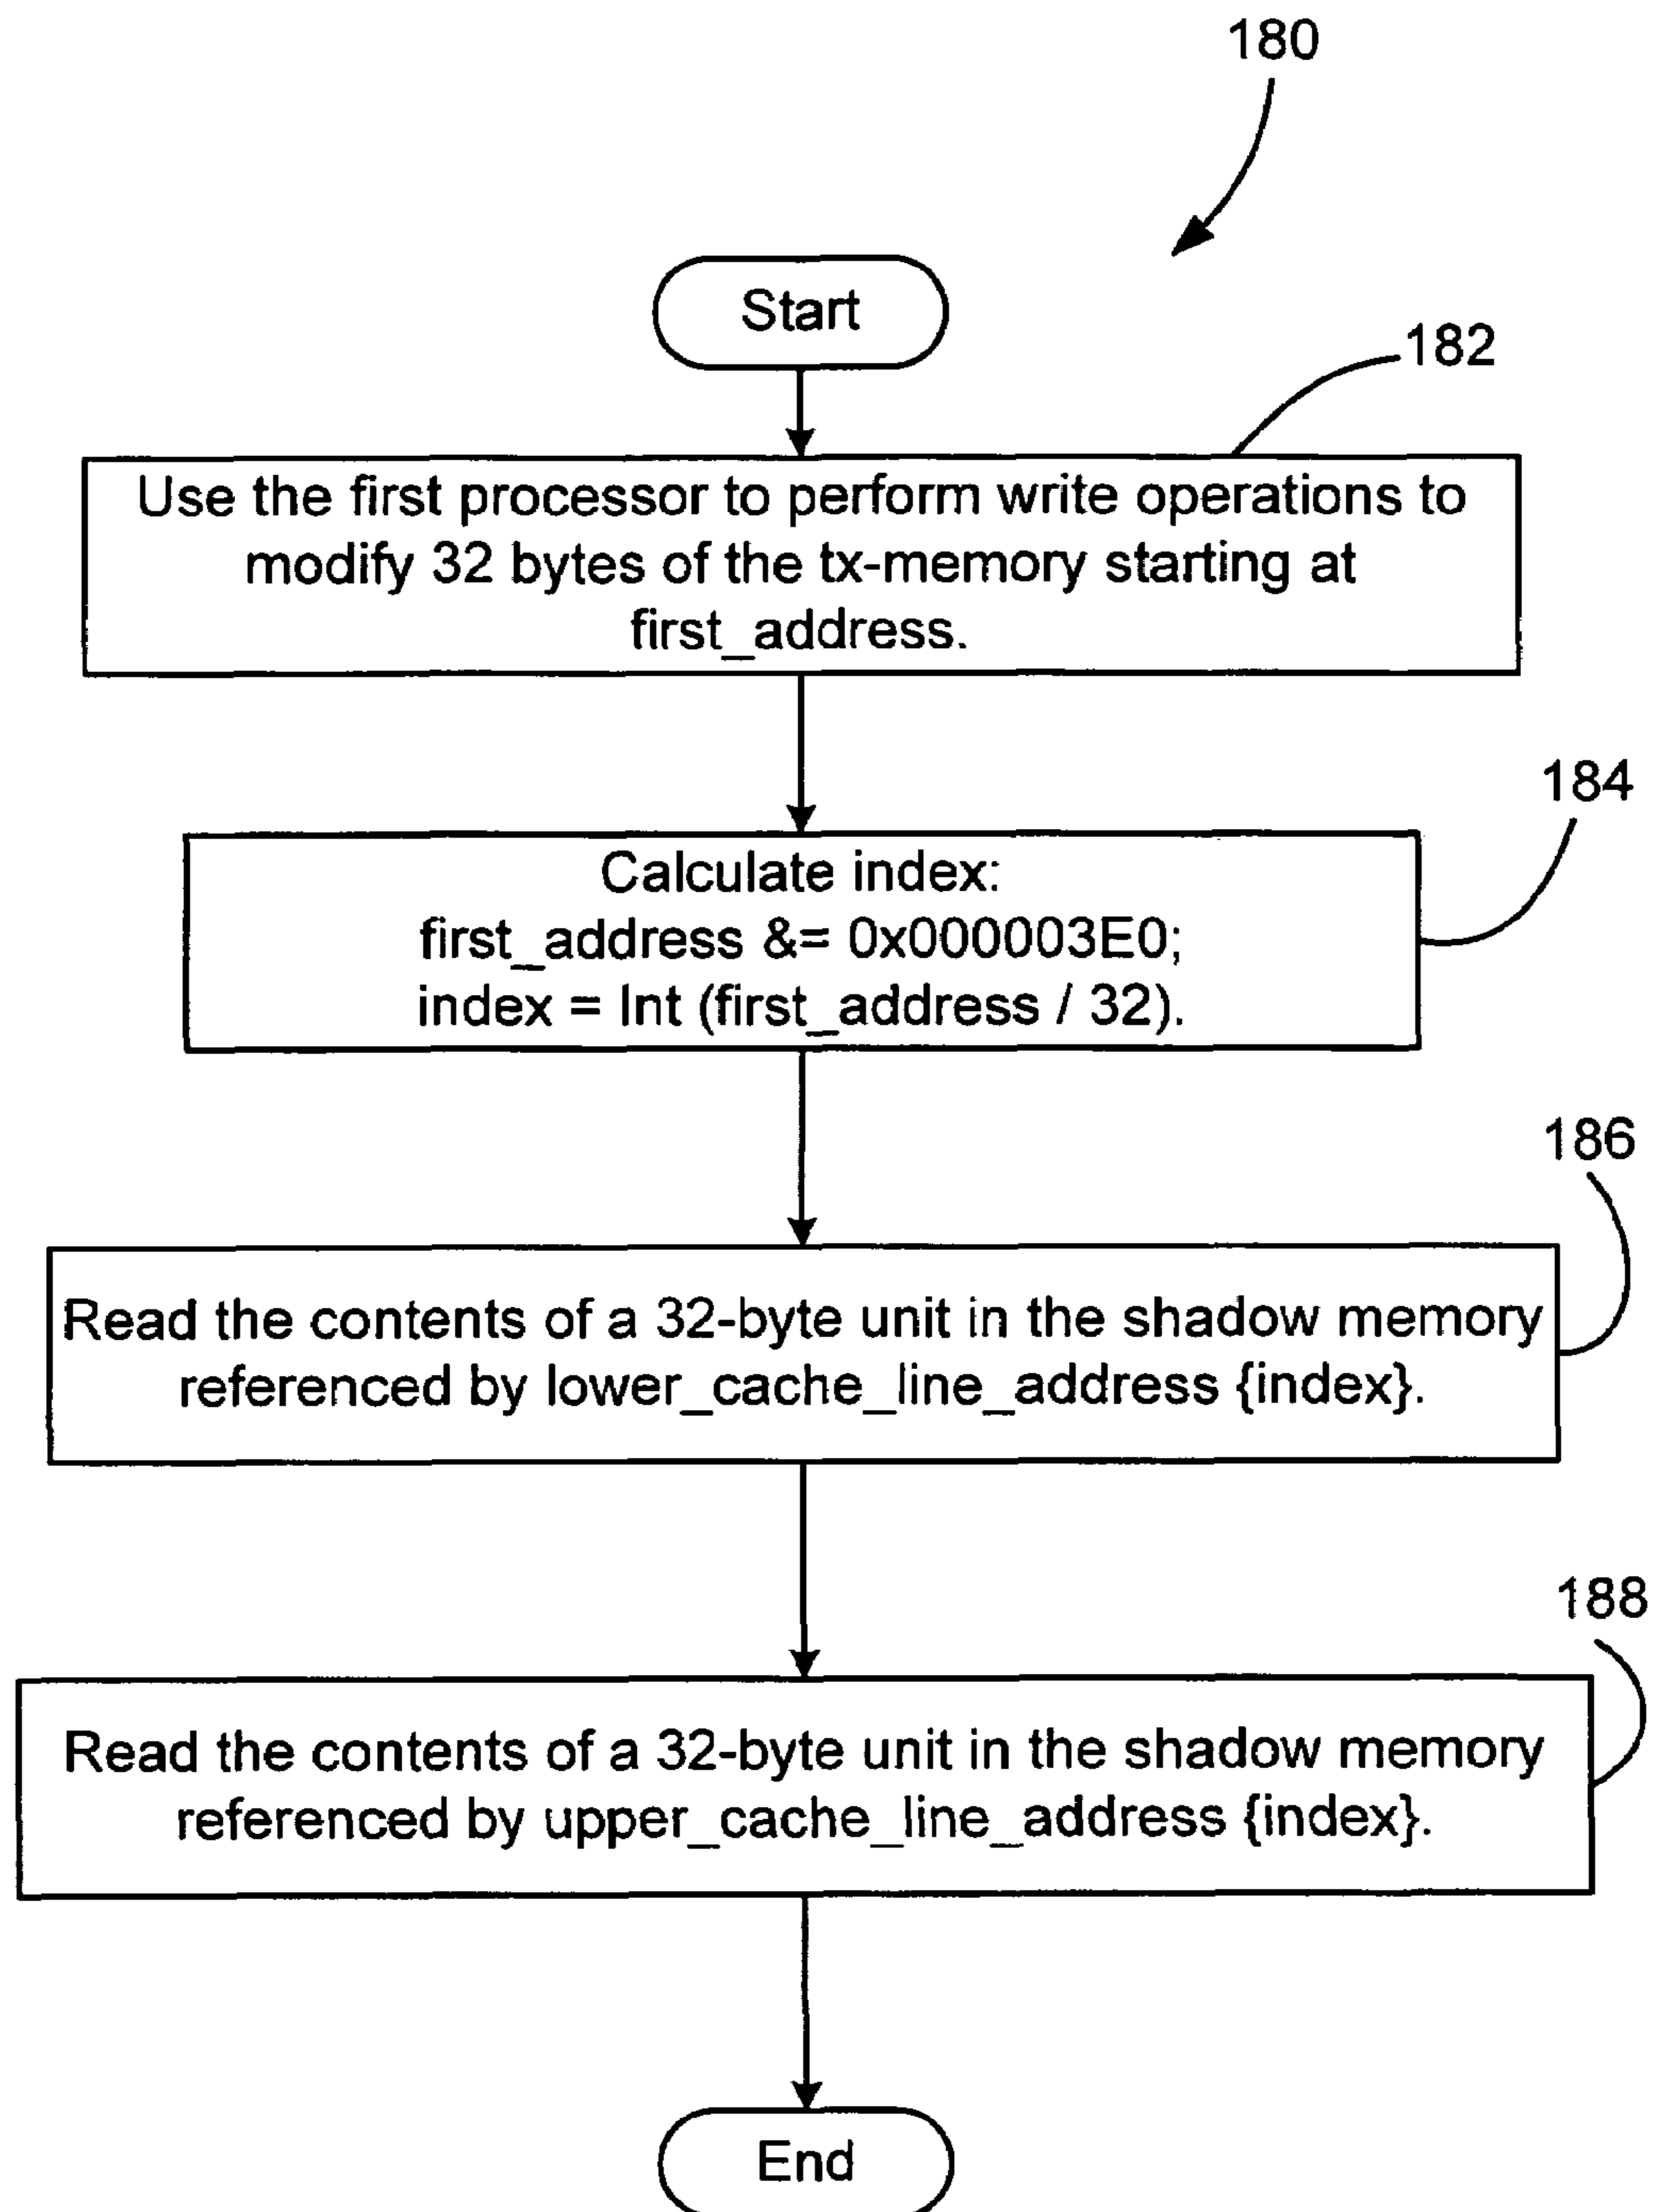 180
Start
182
Use the first processor to perform write operations to
modify 32 bytes of the tx-memory starting at
first_address.
184
Calculate index:
first_address &= 0x000003E0;
index = Int (first_address / 32).
186
Read the contents of a 32-byte unit in the shadow memory
referenced by lower_cache_line_address {index}.
188
Read the contents of a 32-byte unit in the shadow memory
referenced by upper_cache_line_address {index}.
End